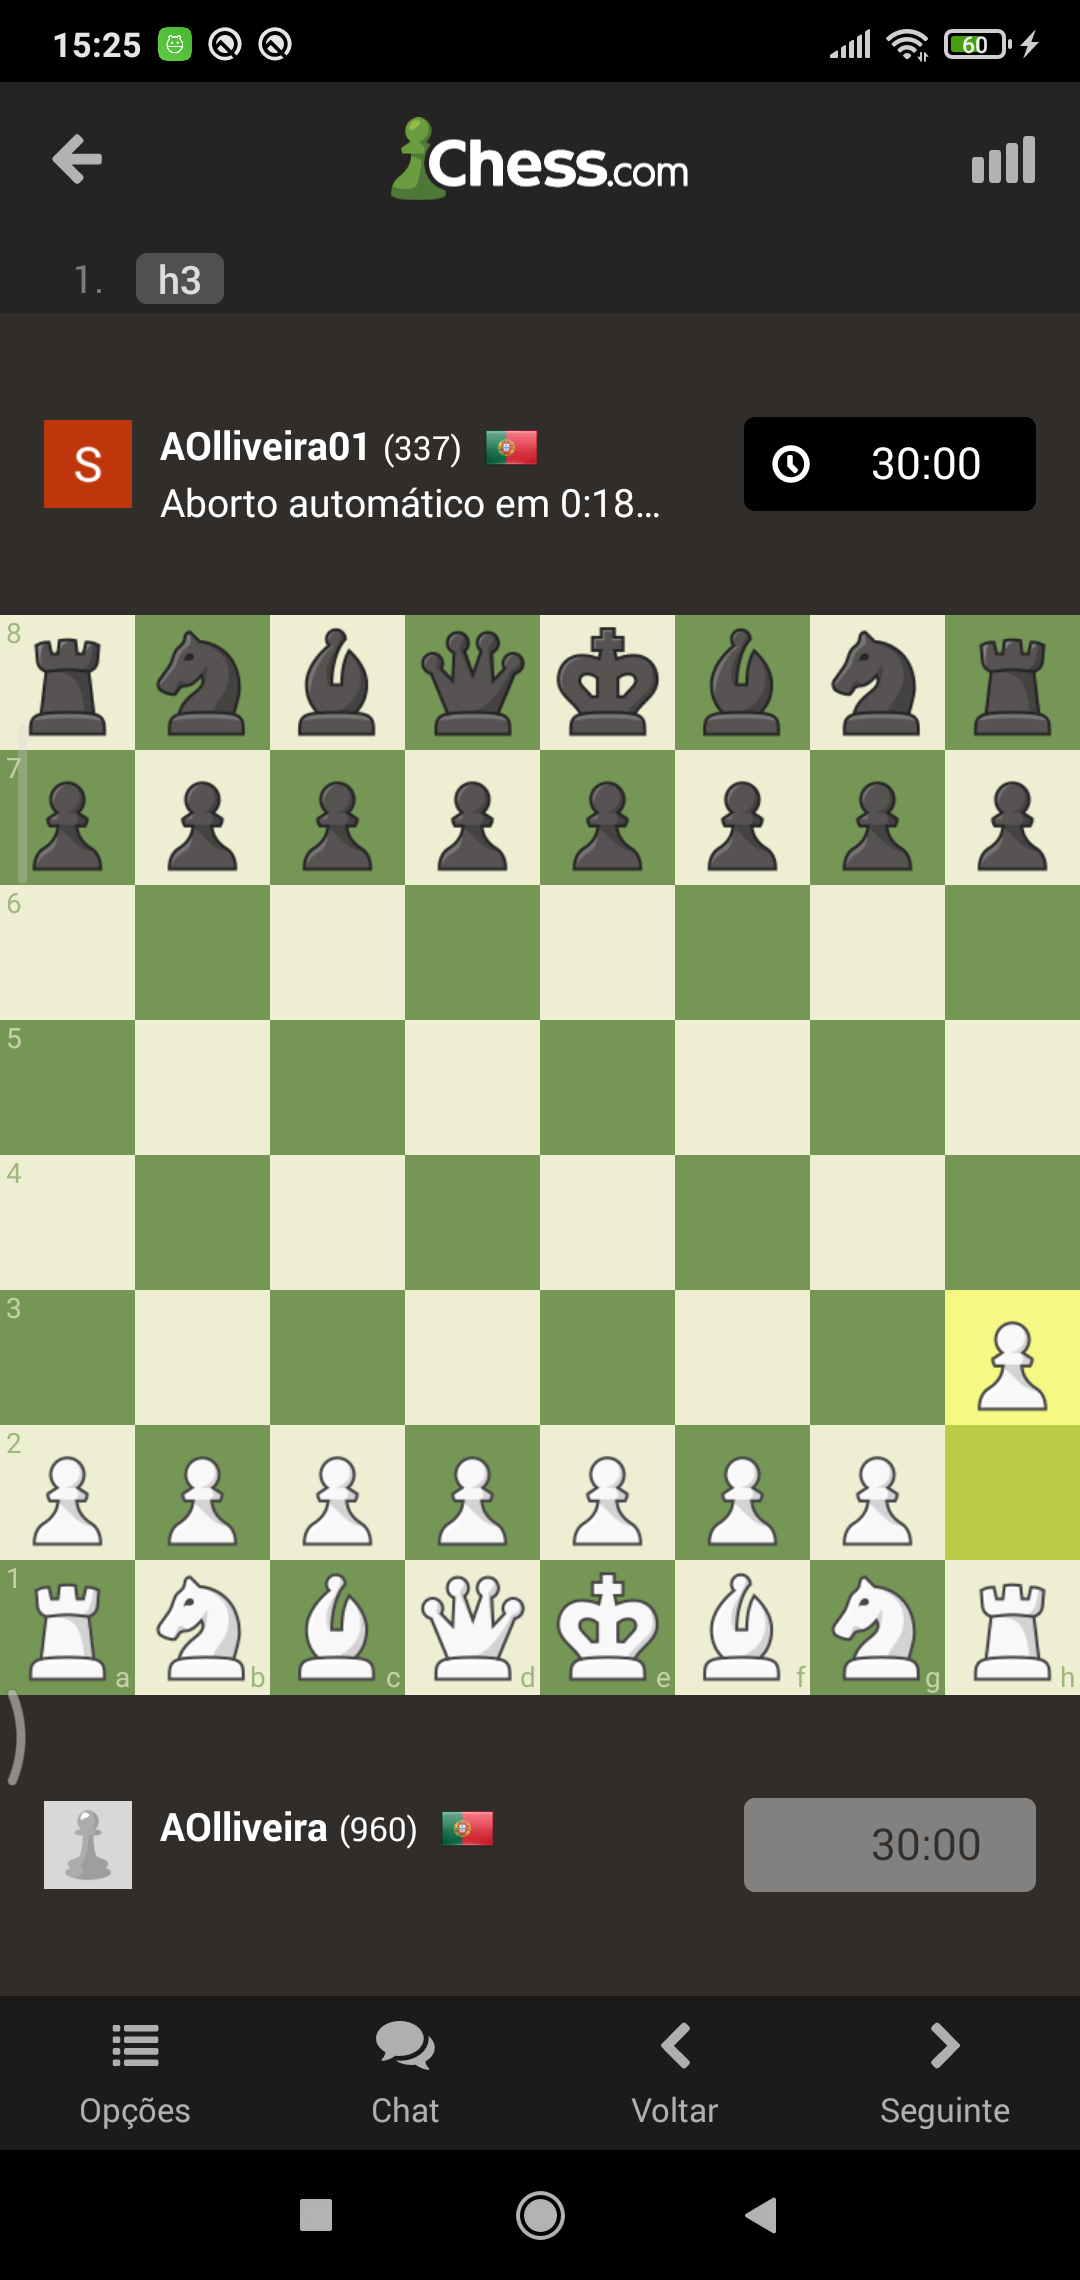 15:25 60
Chess.com
1. h3
S
AOlliveira01 (337)
Aborto automático em 0:18...
30:00
8
7
6
5
4
3
2
1
a b c d e f g h
AOlliveira (960)
30:00
Opções Chat Voltar Seguinte